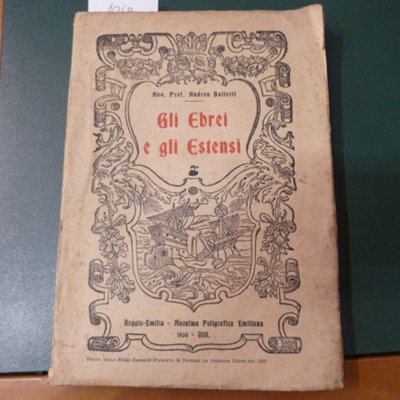 Avv. Prof. Andrea Balletti
Gli Ebrei
e gli Estensi
Reggio-Emilia - Anonima Poligrafica Emiliana
1930 - VIII.